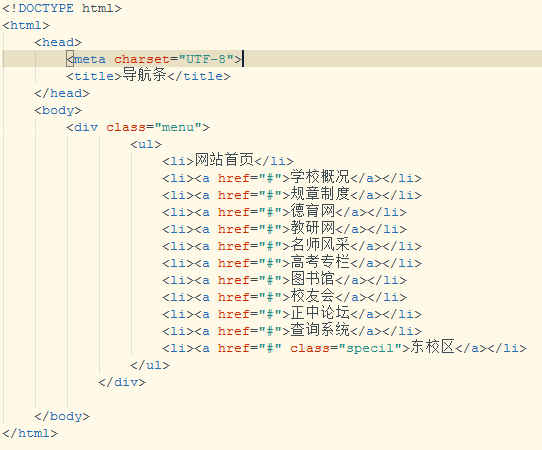 <!DOCTYPE html>
<html>
<head>
<meta charset="UTF-8">
<title>导航条</title>
</head>
<body>
<div class="menu">
<ul>
<li>网站首页</li>
<li><a href="#">学校概况</a></li>
<li><a href="#">规章制度</a></li>
<li><a href="#">德育网</a></li>
<li><a href="#">教研网</a></li>
<li><a href="#">名师风采</a></li>
<li><a href="#">高考专栏</a></li>
<li><a href="#">图书馆</a></li>
<li><a href="#">校友会</a></li>
<li><a href="#">正中论坛</a></li>
<li><a href="#">查询系统</a></li>
<li><a href="#" class="specil">东校区</a></li>
</ul>
</div>
</body>
</html>